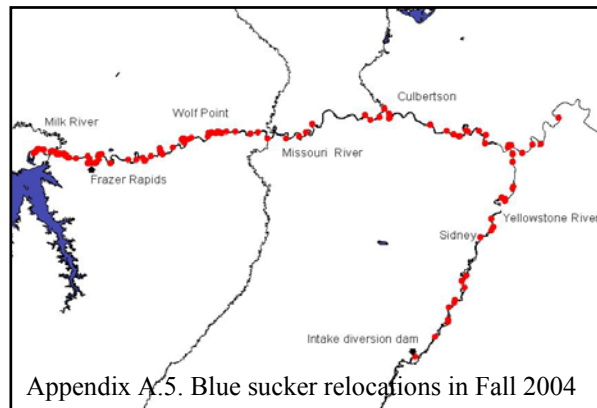 Culbertson
Wolf Point
Milk River
Missouri River
Frazer Rapids
Yellowstone River
Sidney
Intake diversion dam
Appendix A.5. Blue sucker relocations in Fall 2004